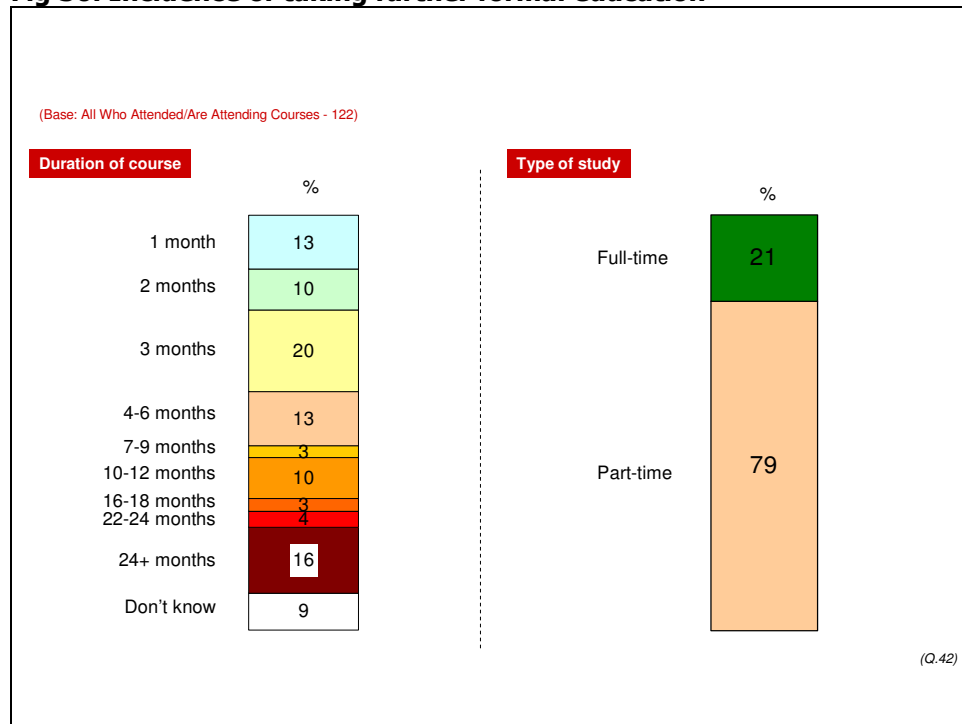 (Base: All Who Attended/Are Attending Courses - 122)
Duration of course
%
1 month 13
2 months 10
3 months 20
4-6 months 13
7-9 months 3
10-12 months 10
16-18 months 3
22-24 months 4
24+ months 16
Don't know 9
Type of study
%
Full-time 21
Part-time 79
(Q.42)